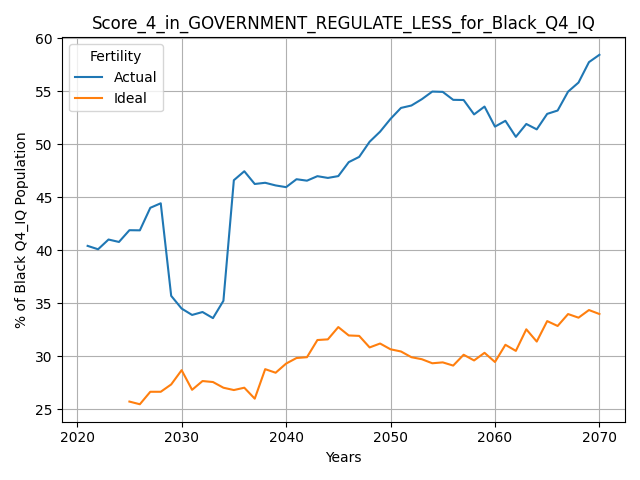 Score_4_in_GOVERNMENT_REGULATE_LESS_for_Black_Q4_IQ
Fertility
Actual
Ideal
60
55
50
45
40
35
30
25
% of Black Q4_IQ Population
2020
2030
2040
2050
2060
2070
Years